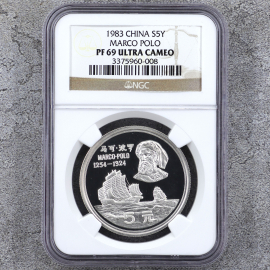 1983 CHINA S5Y
MARCO POLO
PF 69 ULTRA CAMEO
3375960-008
NGC
马可·波罗
MARCO·POLO
1254-1324
5元